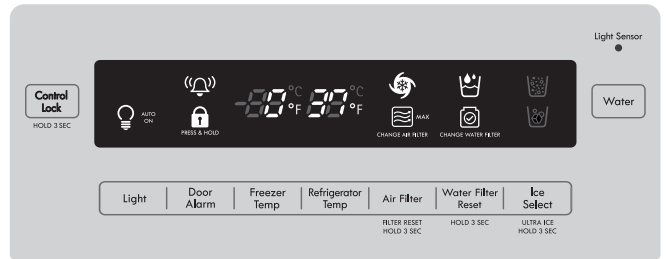 Light Sensor
Control
Lock
HOLD 3 SEC
AUTO
ON
PRESS & HOLD
0 °F
37 °F
°C
°C
MAX
CHANGE AIR FILTER
CHANGE WATER FILTER
Water
Light
Door
Alarm
Freezer
Temp
Refrigerator
Temp
Air Filter
Water Filter
Reset
Ice
Select
FILTER RESET
HOLD 3 SEC
HOLD 3 SEC
ULTRA ICE
HOLD 3 SEC